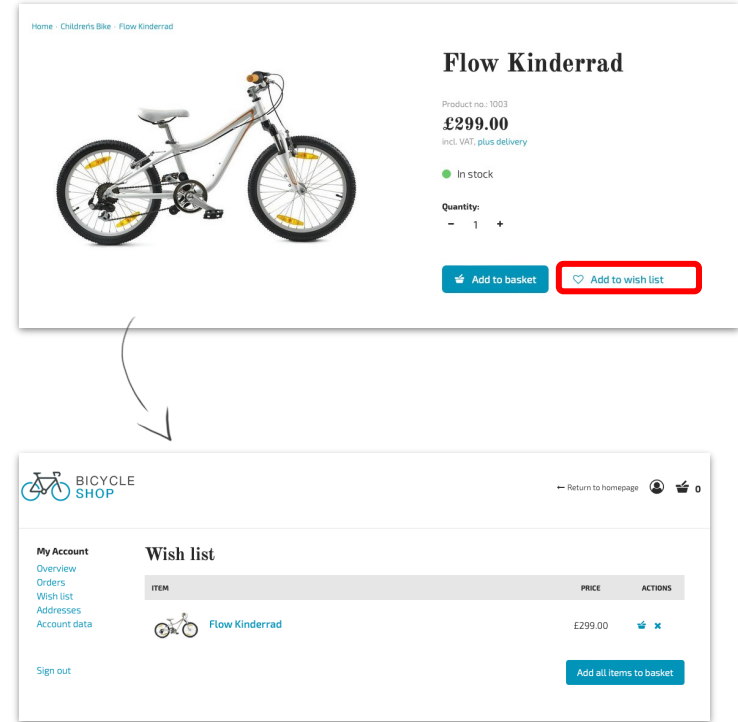 Home · Children's Bike · Flow Kinderrad
Flow Kinderrad
Product no.: 1003
£299.00
incl. VAT, plus delivery
In stock
Quantity:
- 1 +
Add to basket
Add to wish list
BICYCLE
SHOP
← Return to homepage
0
My Account
Overview
Orders
Wish list
Addresses
Account data
Sign out
Wish list
ITEM PRICE ACTIONS
Flow Kinderrad £299.00
Add all items to basket